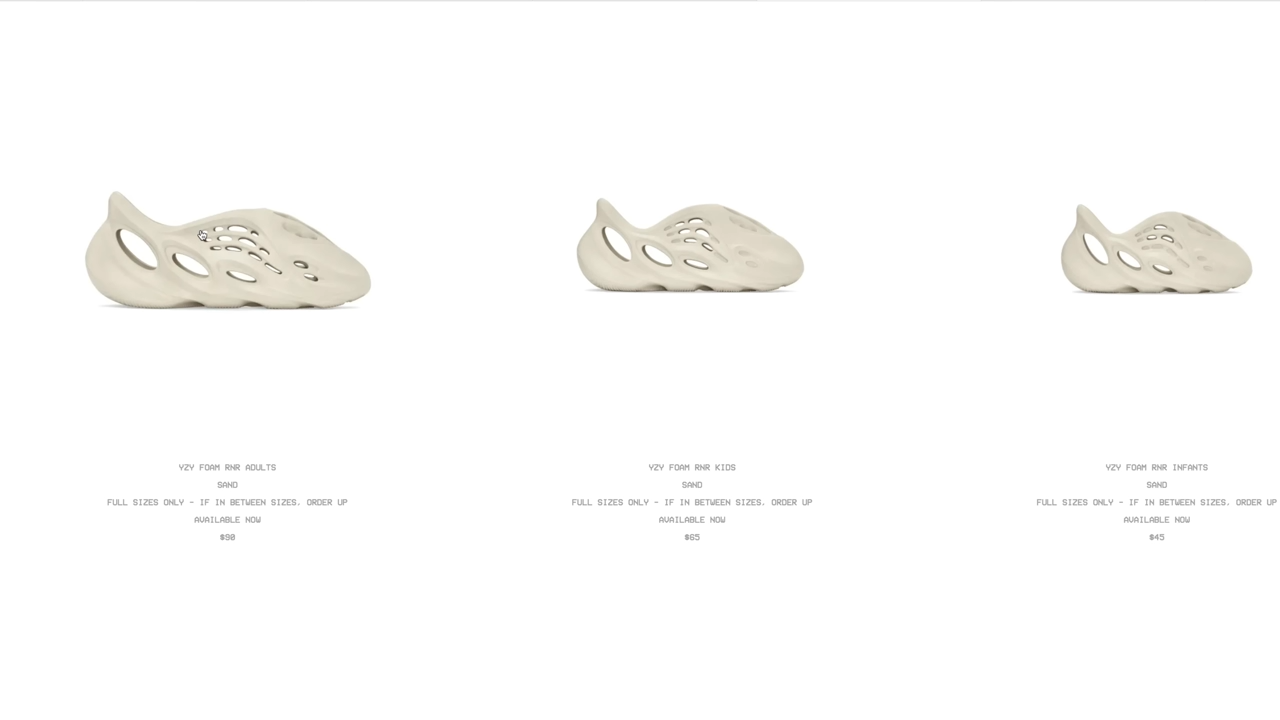 YZY FOAM RNR ADULTS
SAND
FULL SIZES ONLY - IF IN BETWEEN SIZES, ORDER UP
AVAILABLE NOW
$90
YZY FOAM RNR KIDS
SAND
FULL SIZES ONLY - IF IN BETWEEN SIZES, ORDER UP
AVAILABLE NOW
$65
YZY FOAM RNR INFANTS
SAND
FULL SIZES ONLY - IF IN BETWEEN SIZES, ORDER UP
AVAILABLE NOW
$45